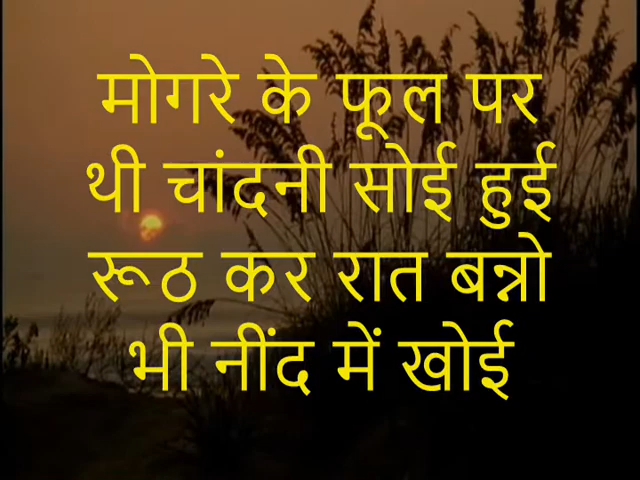 मोगरे के फूल पर
थी चांदनी सोई हुई
रूठ कर रात बन्नो
भी नींद में खोई